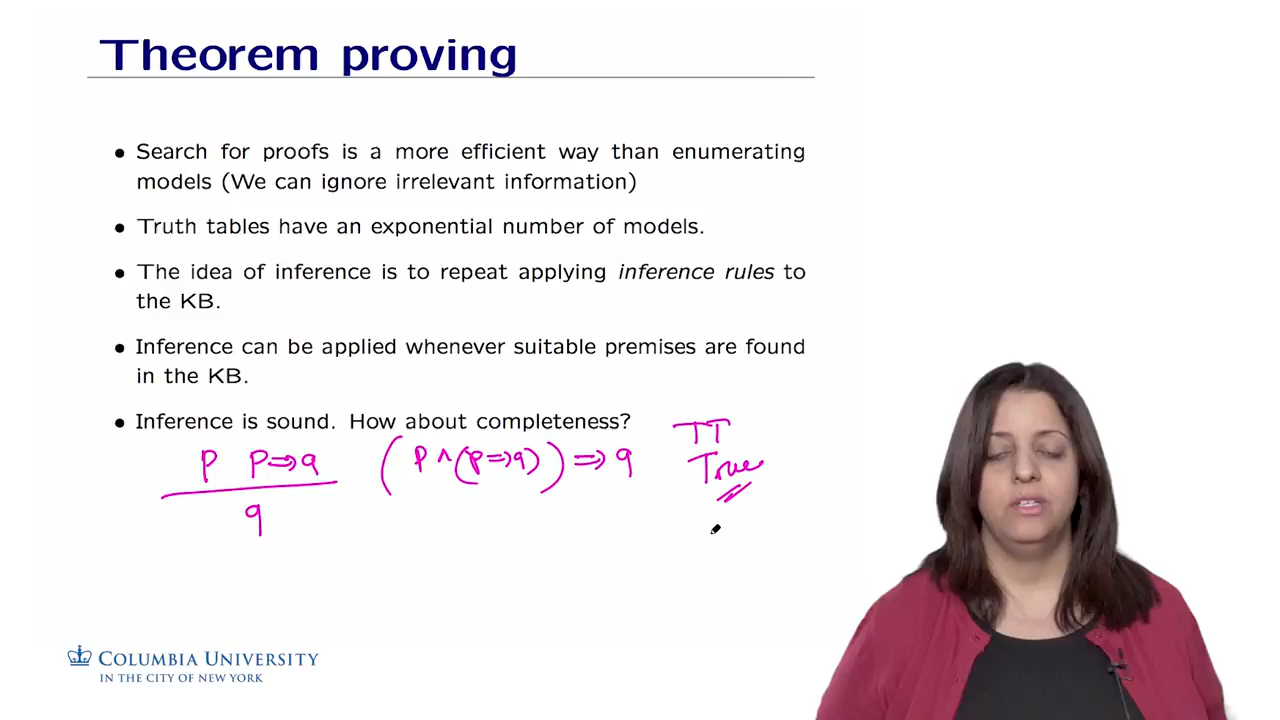 Theorem proving
• Search for proofs is a more efficient way than enumerating
models (We can ignore irrelevant information)
• Truth tables have an exponential number of models.
• The idea of inference is to repeat applying inference rules to
the KB.
• Inference can be applied whenever suitable premises are found
in the KB.
• Inference is sound. How about completeness?
TT
p p⇒q (p ∧ (p⇒q)) ⇒ q True
q
COLUMBIA UNIVERSITY
IN THE CITY OF NEW YORK